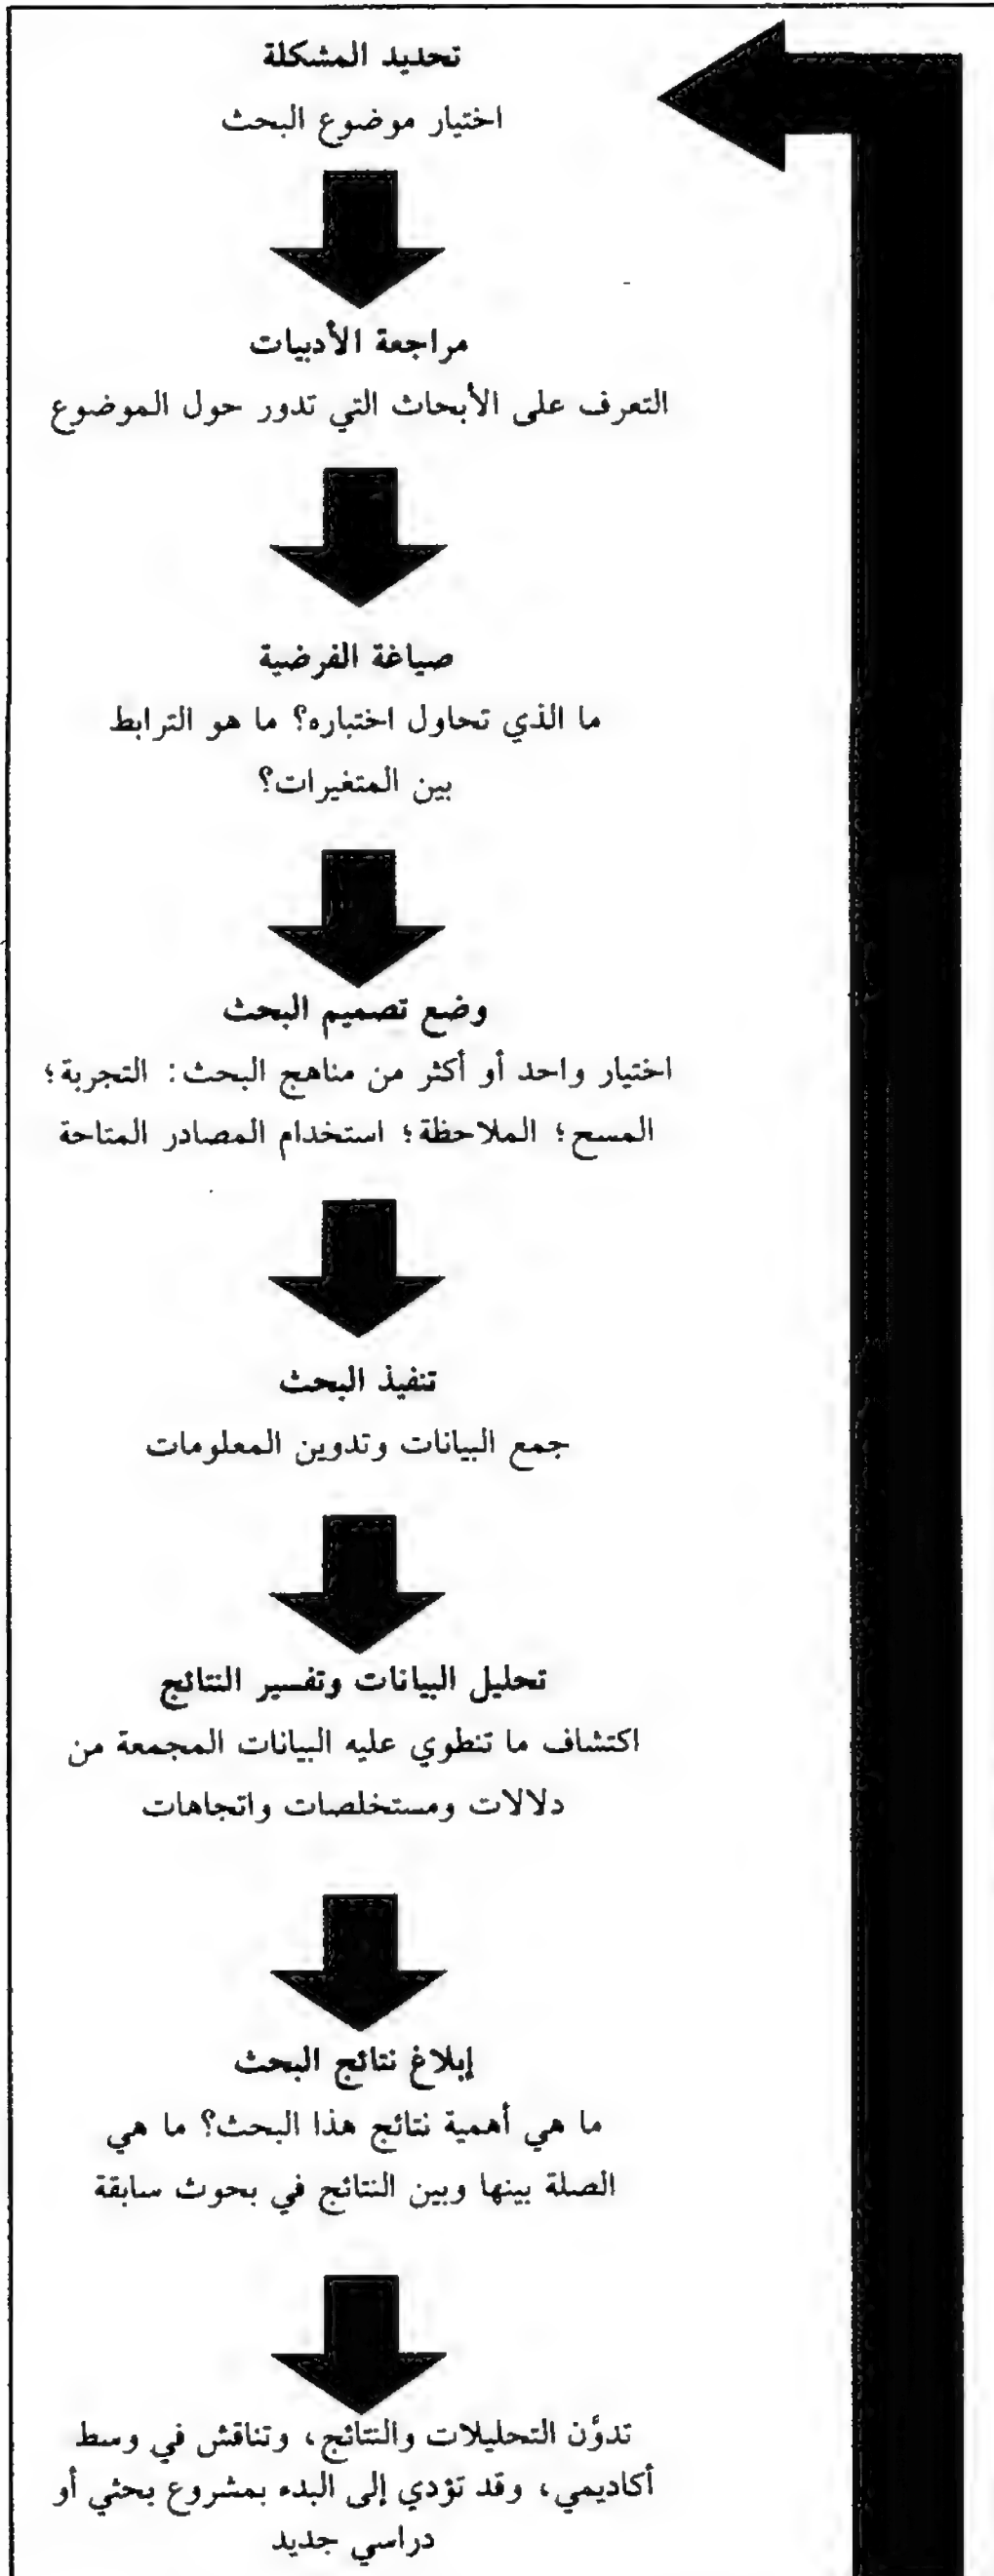 تحديد المشكلة
اختيار موضوع البحث
مراجعة الأدبيات
التعرف على الأبحاث التي تدور حول الموضوع
صياغة الفرضية
ما الذي تحاول اختباره؟ ما هو الترابط
بين المتغيرات؟
وضع تصميم البحث
اختيار واحد أو أكثر من مناهج البحث: التجربة؛
المسح؛ الملاحظة؛ استخدام المصادر المتاحة
تنفيذ البحث
جمع البيانات وتدوين المعلومات
تحليل البيانات وتفسير النتائج
اكتشاف ما تنطوي عليه البيانات المجمعة من
دلالات ومستخلصات واتجاهات
إبلاغ نتائج البحث
ما هي أهمية نتائج هذا البحث؟ ما هي
الصلة بينها وبين النتائج في بحوث سابقة
تدوَّن التحليلات والنتائج، وتناقش في وسط
أكاديمي، وقد تؤدي إلى البدء بمشروع بحثي أو
دراسي جديد